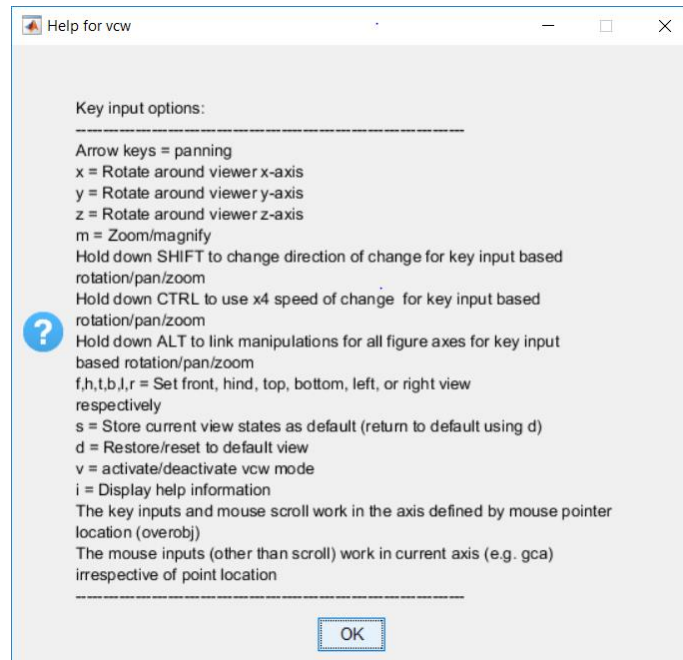 Help for vcw
Key input options:
------------------------------------------------------------------------
Arrow keys = panning
x = Rotate around viewer x-axis
y = Rotate around viewer y-axis
z = Rotate around viewer z-axis
m = Zoom/magnify
Hold down SHIFT to change direction of change for key input based
rotation/pan/zoom
Hold down CTRL to use x4 speed of change  for key input based
rotation/pan/zoom
Hold down ALT to link manipulations for all figure axes for key input
based rotation/pan/zoom
f,h,t,b,l,r = Set front, hind, top, bottom, left, or right view
respectively
s = Store current view states as default (return to default using d)
d = Restore/reset to default view
v = activate/deactivate vcw mode
i = Display help information
The key inputs and mouse scroll work in the axis defined by mouse pointer
location (overobj)
The mouse inputs (other than scroll) work in current axis (e.g. gca)
irrespective of point location
------------------------------------------------------------------------
OK